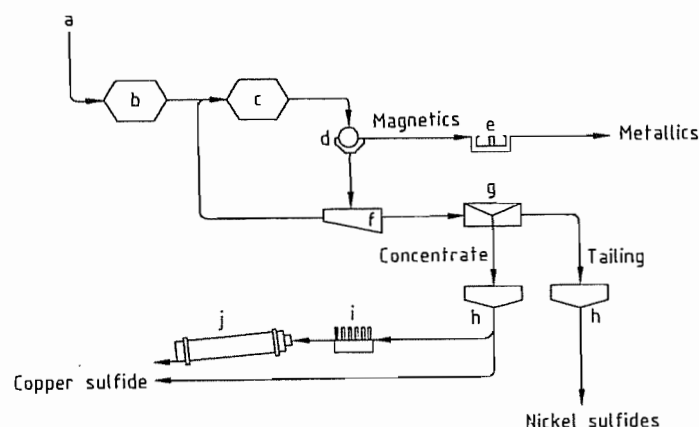 a
b
c
d
Magnetics
e
Metallics
f
g
Concentrate
Tailing
h
h
i
j
Copper sulfide
Nickel sulfides